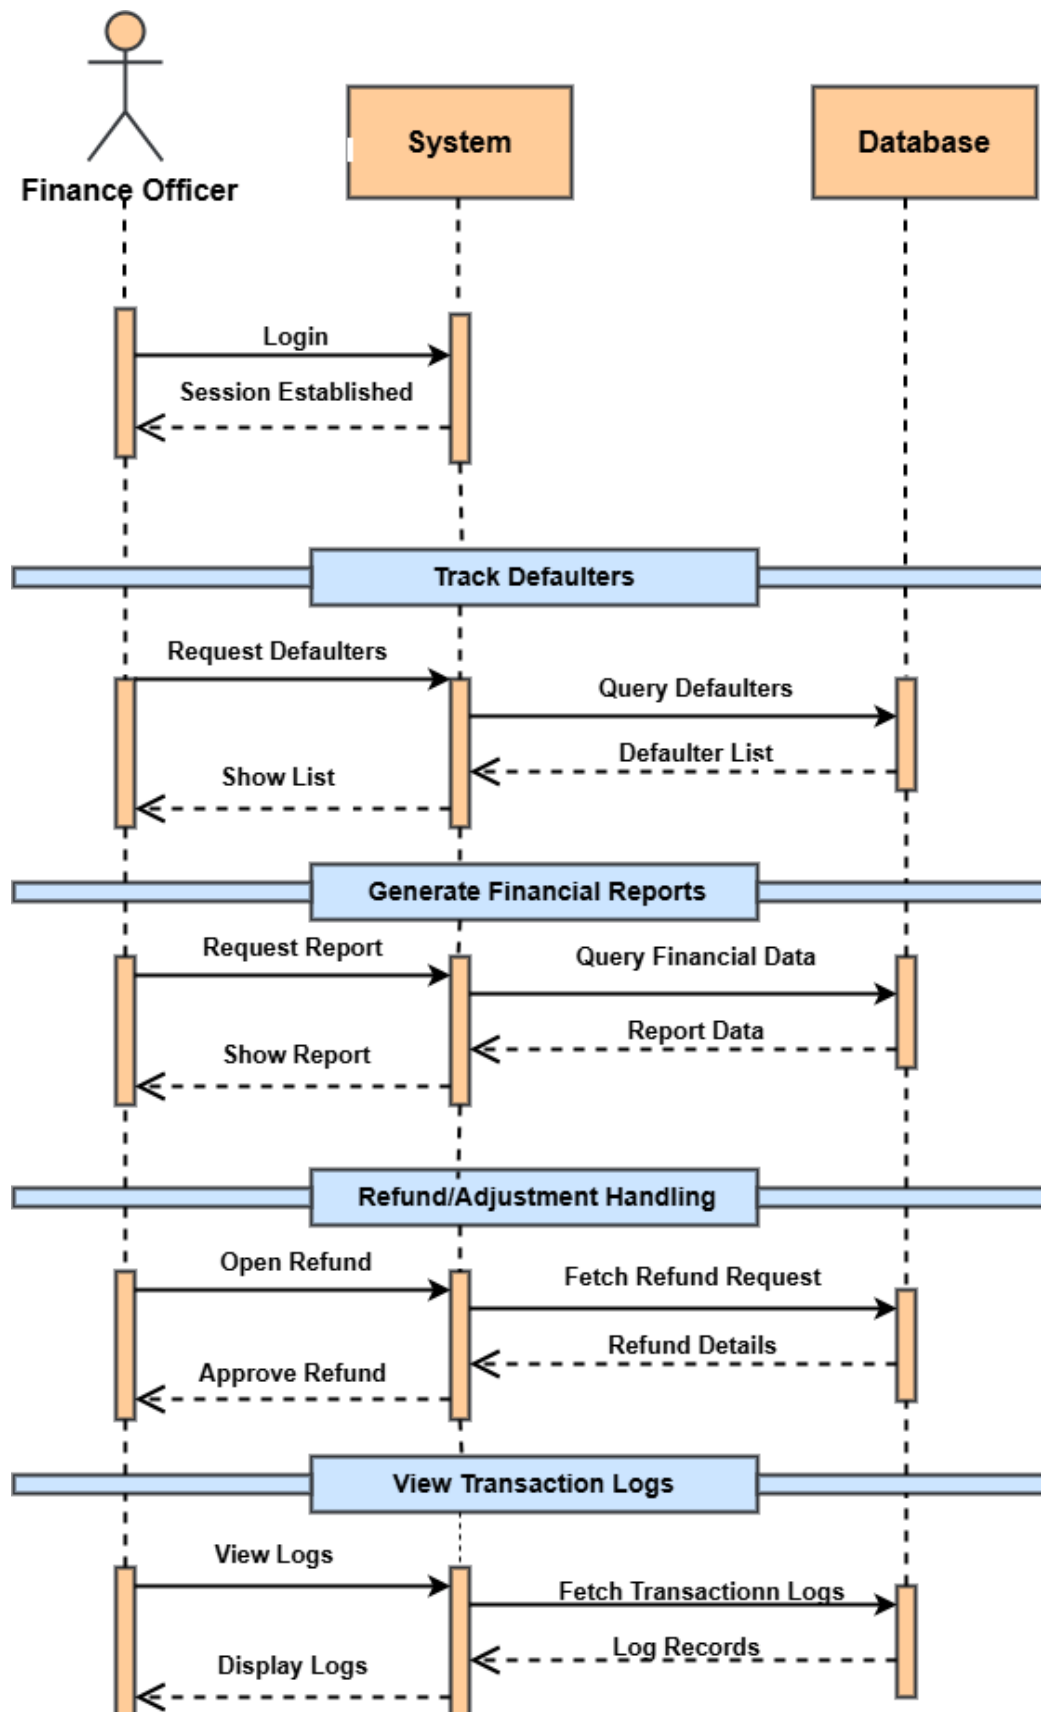 System
Database
Finance Officer
Login
Session Established
Track Defaulters
Request Defaulters
Query Defaulters
Defaulter List
Show List
Generate Financial Reports
Request Report
Query Financial Data
Report Data
Show Report
Refund/Adjustment Handling
Open Refund
Fetch Refund Request
Refund Details
Approve Refund
View Transaction Logs
View Logs
Fetch Transactionn Logs
Log Records
Display Logs